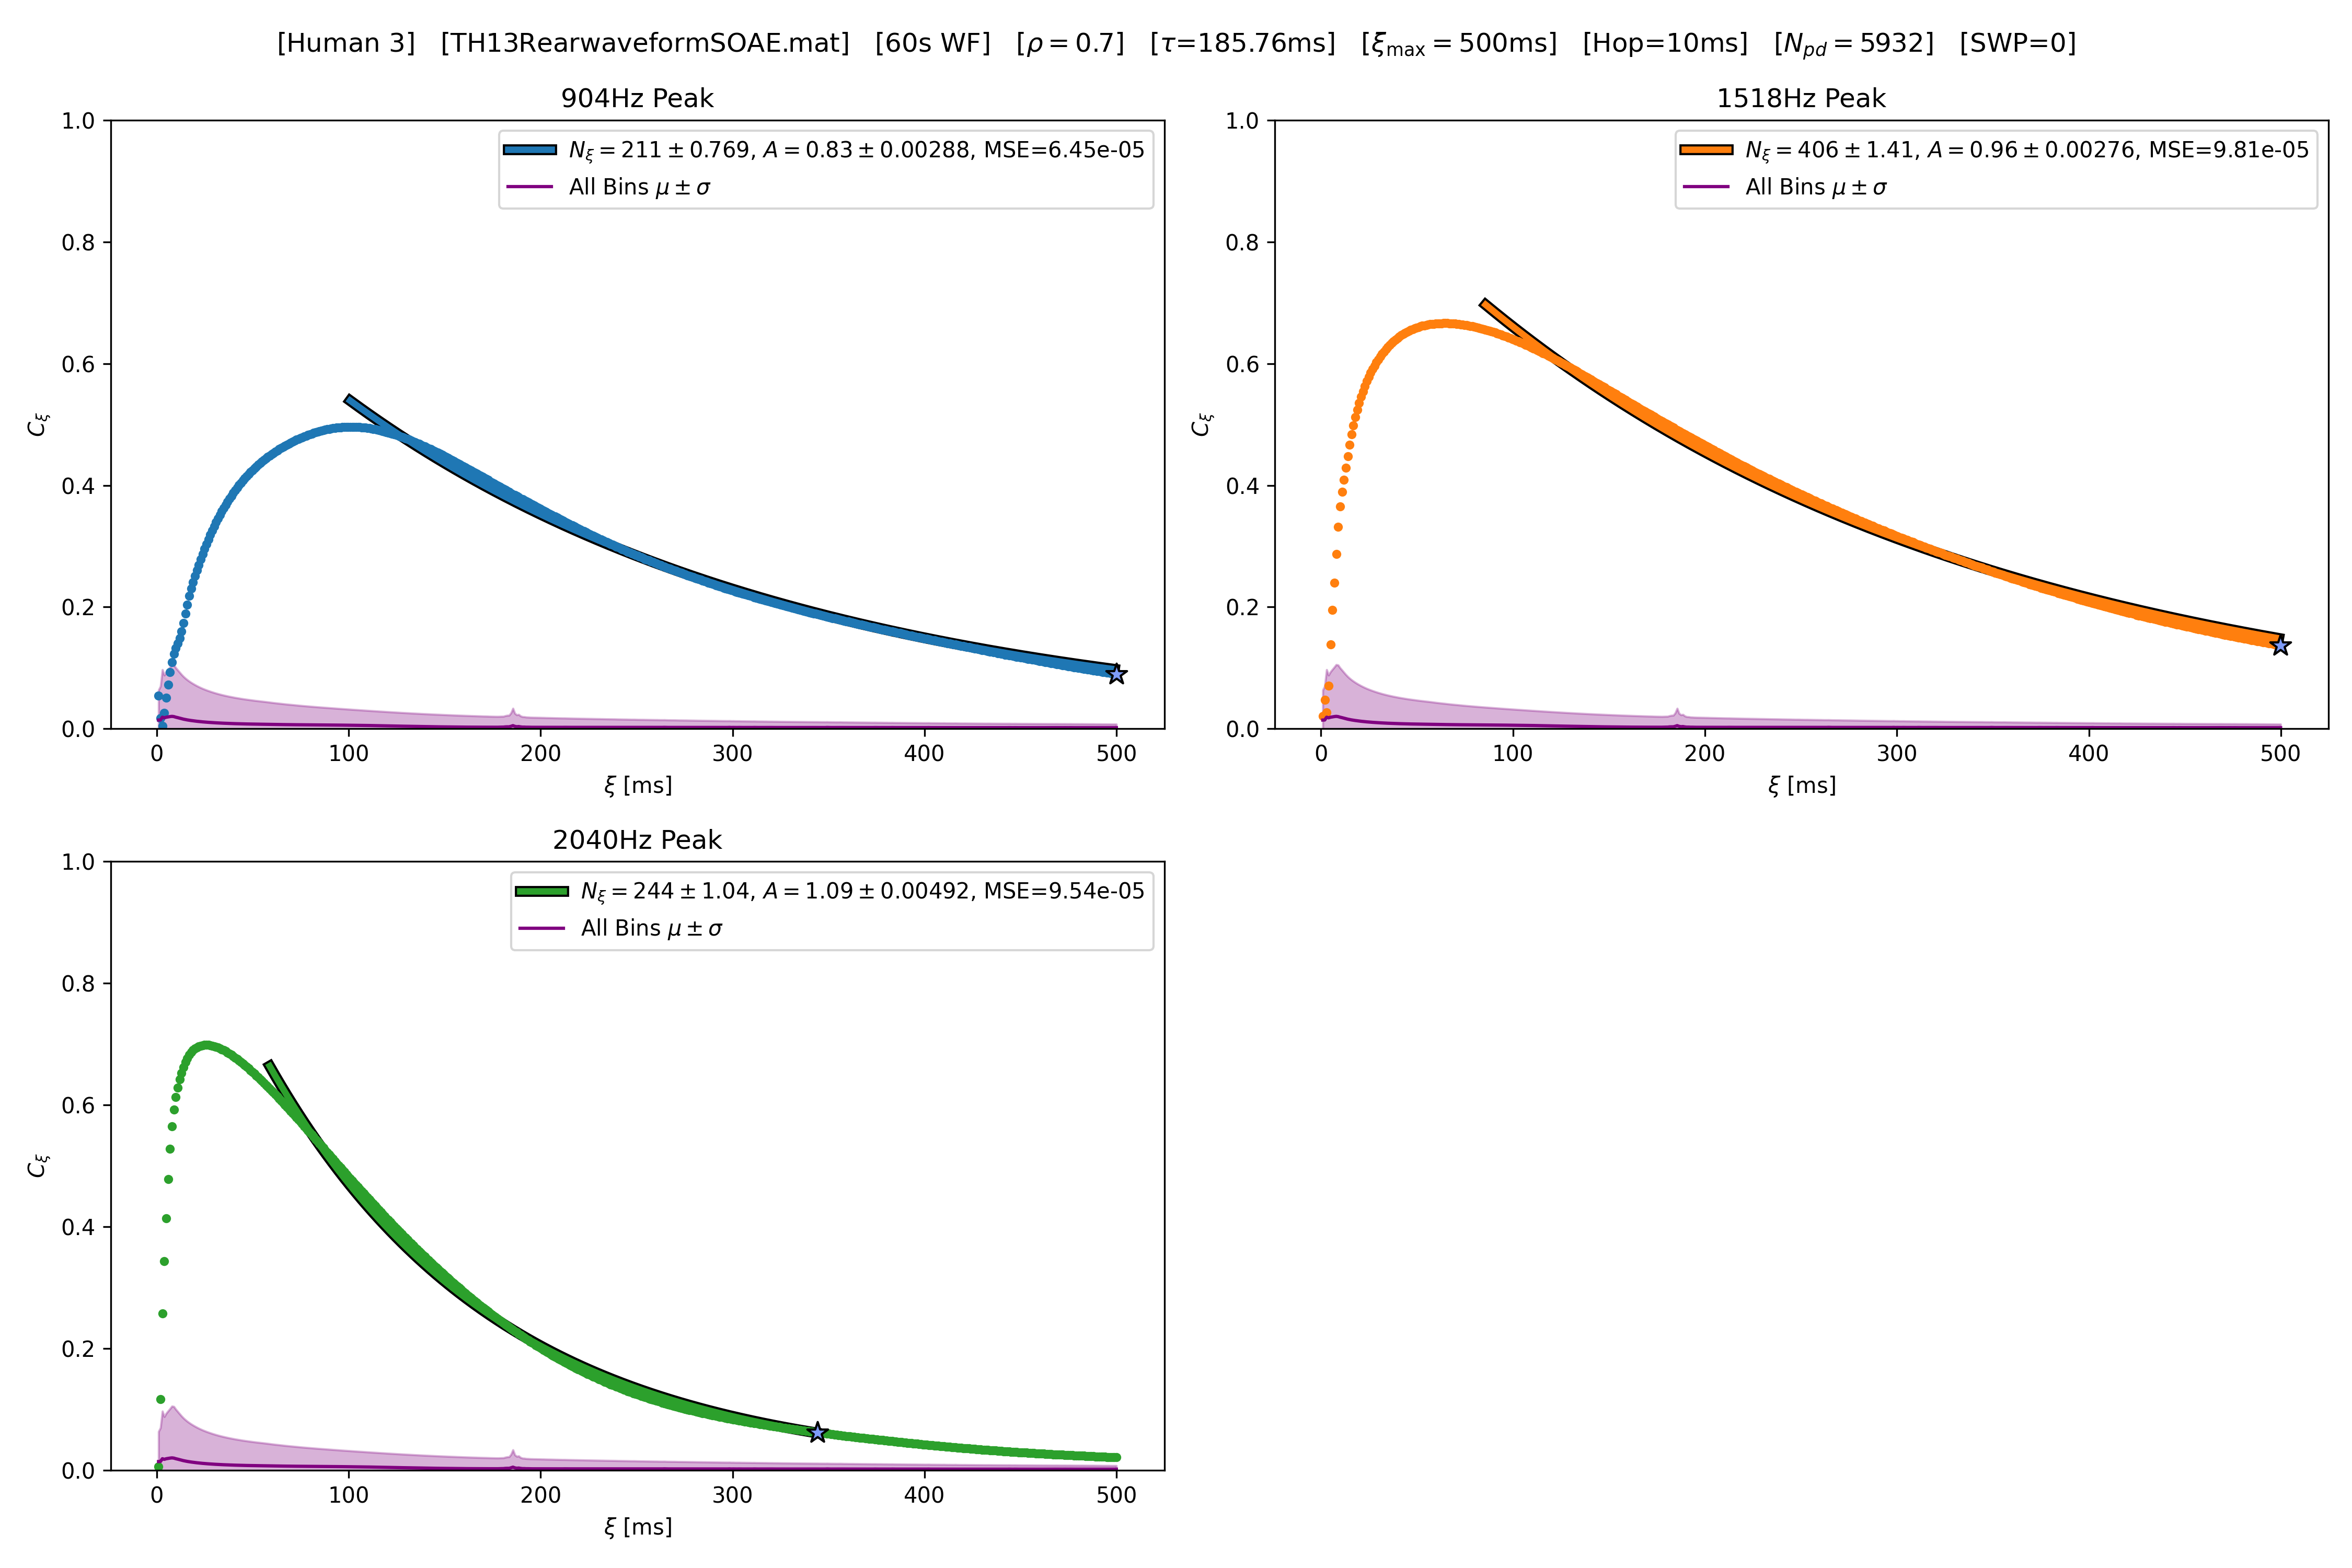 [Human 3] [TH13RearwaveformSOAE.mat] [60s WF] [ρ = 0.7] [τ=185.76ms] [ξmax = 500ms] [Hop=10ms] [Npd = 5932] [SWP=0]
904Hz Peak
1.0
0.8
0.6
0.4
0.2
0.0
Cξ
Nξ = 211 ± 0.769, A = 0.83 ± 0.00288, MSE=6.45e-05
All Bins μ ± σ
0 100 200 300 400 500
ξ [ms]
1518Hz Peak
1.0
0.8
0.6
0.4
0.2
0.0
Cξ
Nξ = 406 ± 1.41, A = 0.96 ± 0.00276, MSE=9.81e-05
All Bins μ ± σ
0 100 200 300 400 500
ξ [ms]
2040Hz Peak
1.0
0.8
0.6
0.4
0.2
0.0
Cξ
Nξ = 244 ± 1.04, A = 1.09 ± 0.00492, MSE=9.54e-05
All Bins μ ± σ
0 100 200 300 400 500
ξ [ms]